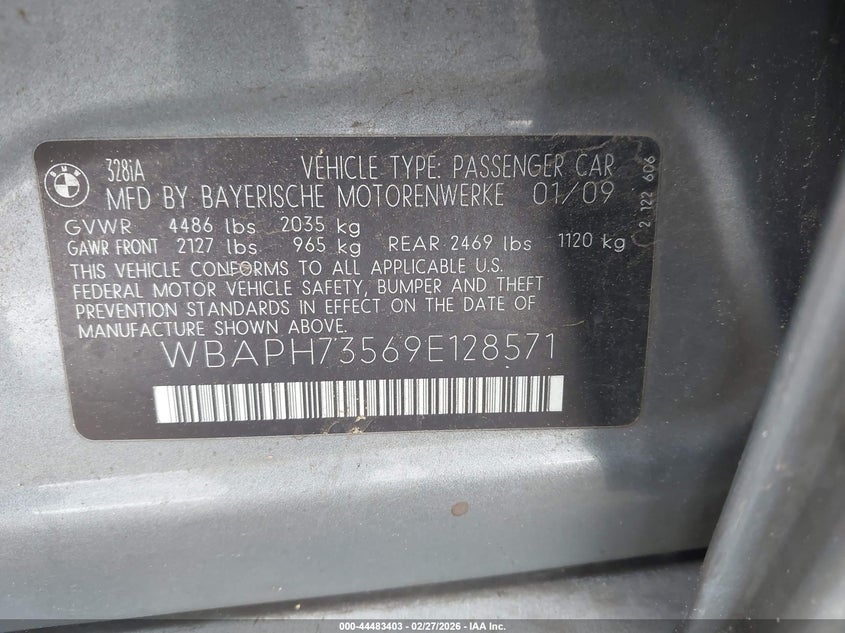 BMW
328iA VEHICLE TYPE: PASSENGER CAR
MFD BY BAYERISCHE MOTORENWERKE 01/09
GVWR 4486 lbs 2035 kg
GAWR FRONT 2127 lbs 965 kg REAR 2469 lbs 1120 kg
THIS VEHICLE CONFORMS TO ALL APPLICABLE U.S.
FEDERAL MOTOR VEHICLE SAFETY, BUMPER AND THEFT
PREVENTION STANDARDS IN EFFECT ON THE DATE OF
MANUFACTURE SHOWN ABOVE.
WBAPH73569E128571
2 122 606
000-44483403 - 02/27/2026 - IAA Inc.